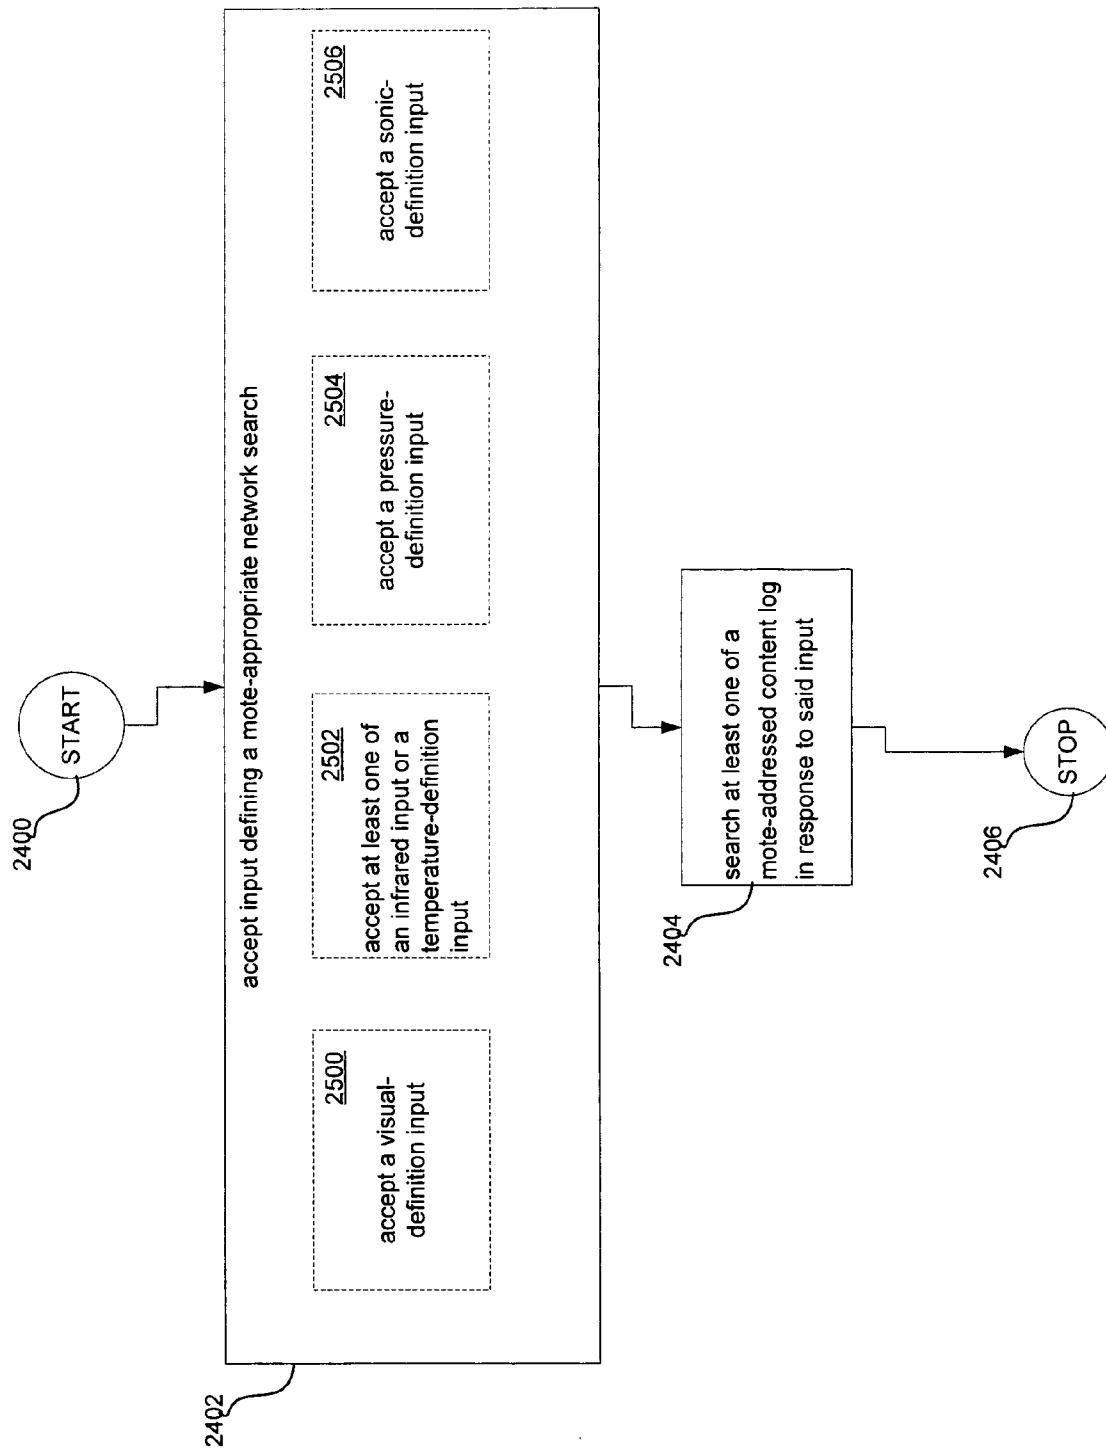 START
2400
accept input defining a mote-appropriate network search
2500
accept a visual-
definition input
2502
accept at least one of
an infrared input or a
temperature-definition
input
2504
accept a pressure-
definition input
2506
accept a sonic-
definition input
2402
search at least one of a
mote-addressed content log
in response to said input
2404
STOP
2406